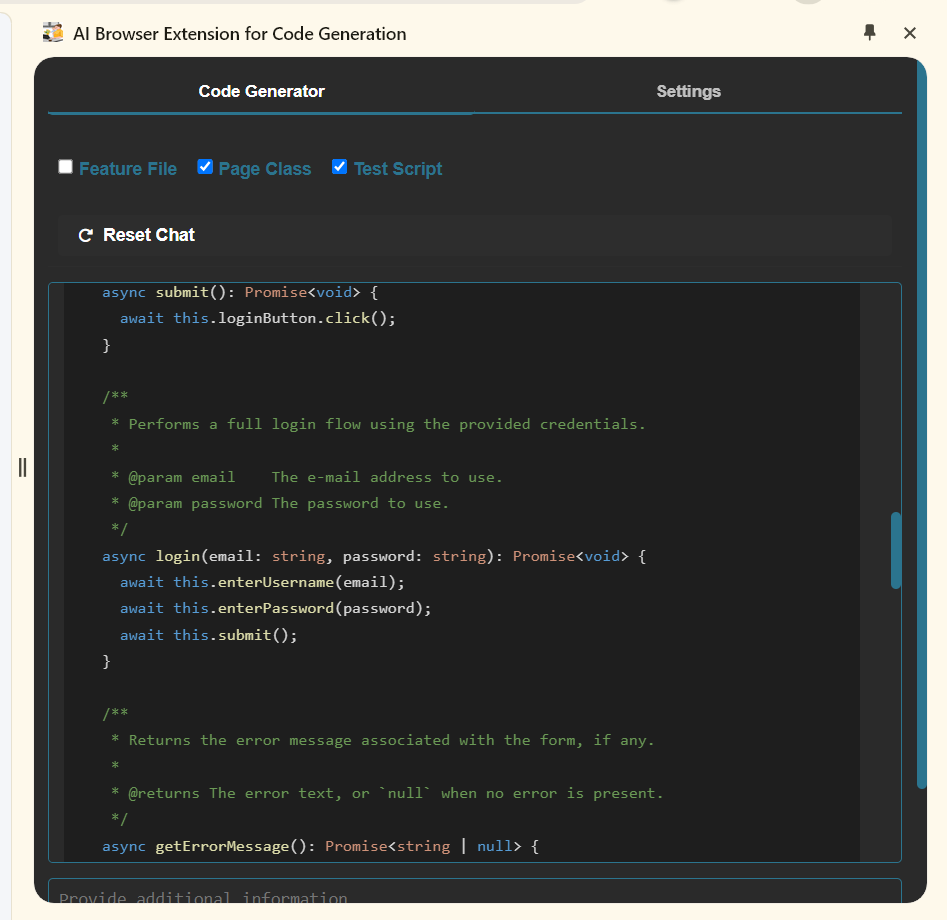 AI Browser Extension for Code Generation
Code Generator Settings
Feature File Page Class Test Script
Reset Chat
async submit(): Promise<void> {
await this.loginButton.click();
}
/**
* Performs a full login flow using the provided credentials.
*
* @param email    The e-mail address to use.
* @param password The password to use.
*/
async login(email: string, password: string): Promise<void> {
await this.enterUsername(email);
await this.enterPassword(password);
await this.submit();
}
/**
* Returns the error message associated with the form, if any.
*
* @returns The error text, or `null` when no error is present.
*/
async getErrorMessage(): Promise<string | null> {
Provide additional information